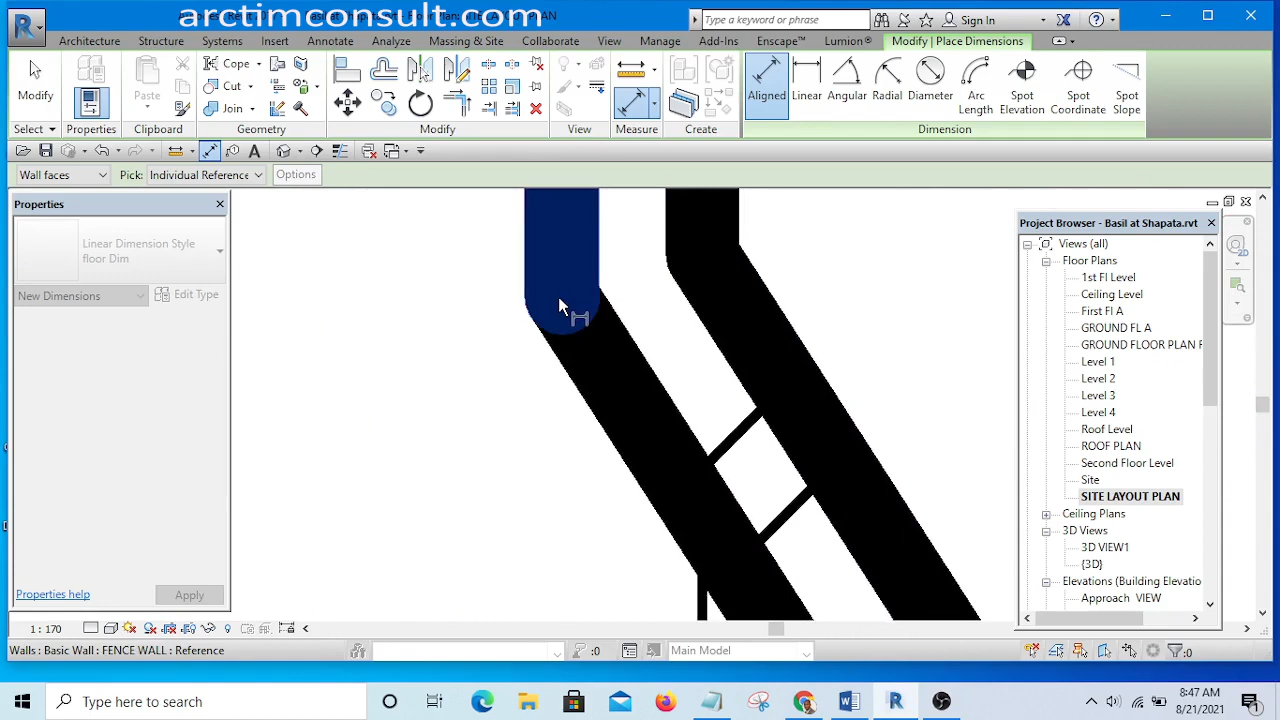 arctimconsult.com
Floor Plan: SITE LAYOUT PLAN
Type a keyword or phrase
Sign In
Architecture Structure Systems Insert Annotate Analyze Massing & Site Collaborate View Manage Add-Ins Enscape™ Lumion® Modify | Place Dimensions
Modify
Paste
Cope
Cut
Join
Aligned Linear Angular Radial Diameter Arc Length Spot Elevation Spot Coordinate Spot Slope
Select Properties Clipboard Geometry Modify View Measure Create Dimension
Wall faces Pick: Individual Reference Options
Properties
Linear Dimension Style
floor Dim
New Dimensions Edit Type
Properties help Apply
Project Browser - Basil at Shapata.rvt
Views (all)
Floor Plans
1st Fl Level
Ceiling Level
First Fl A
GROUND FL A
GROUND FLOOR PLAN F
Level 1
Level 2
Level 3
Level 4
Roof Level
ROOF PLAN
Second Floor Level
Site
SITE LAYOUT PLAN
Ceiling Plans
3D Views
3D VIEW1
{3D}
Elevations (Building Elevatio
Approach VIEW
1 : 170
Walls : Basic Wall : FENCE WALL : Reference
:0
Main Model
:0
Type here to search
8:47 AM
8/21/2021